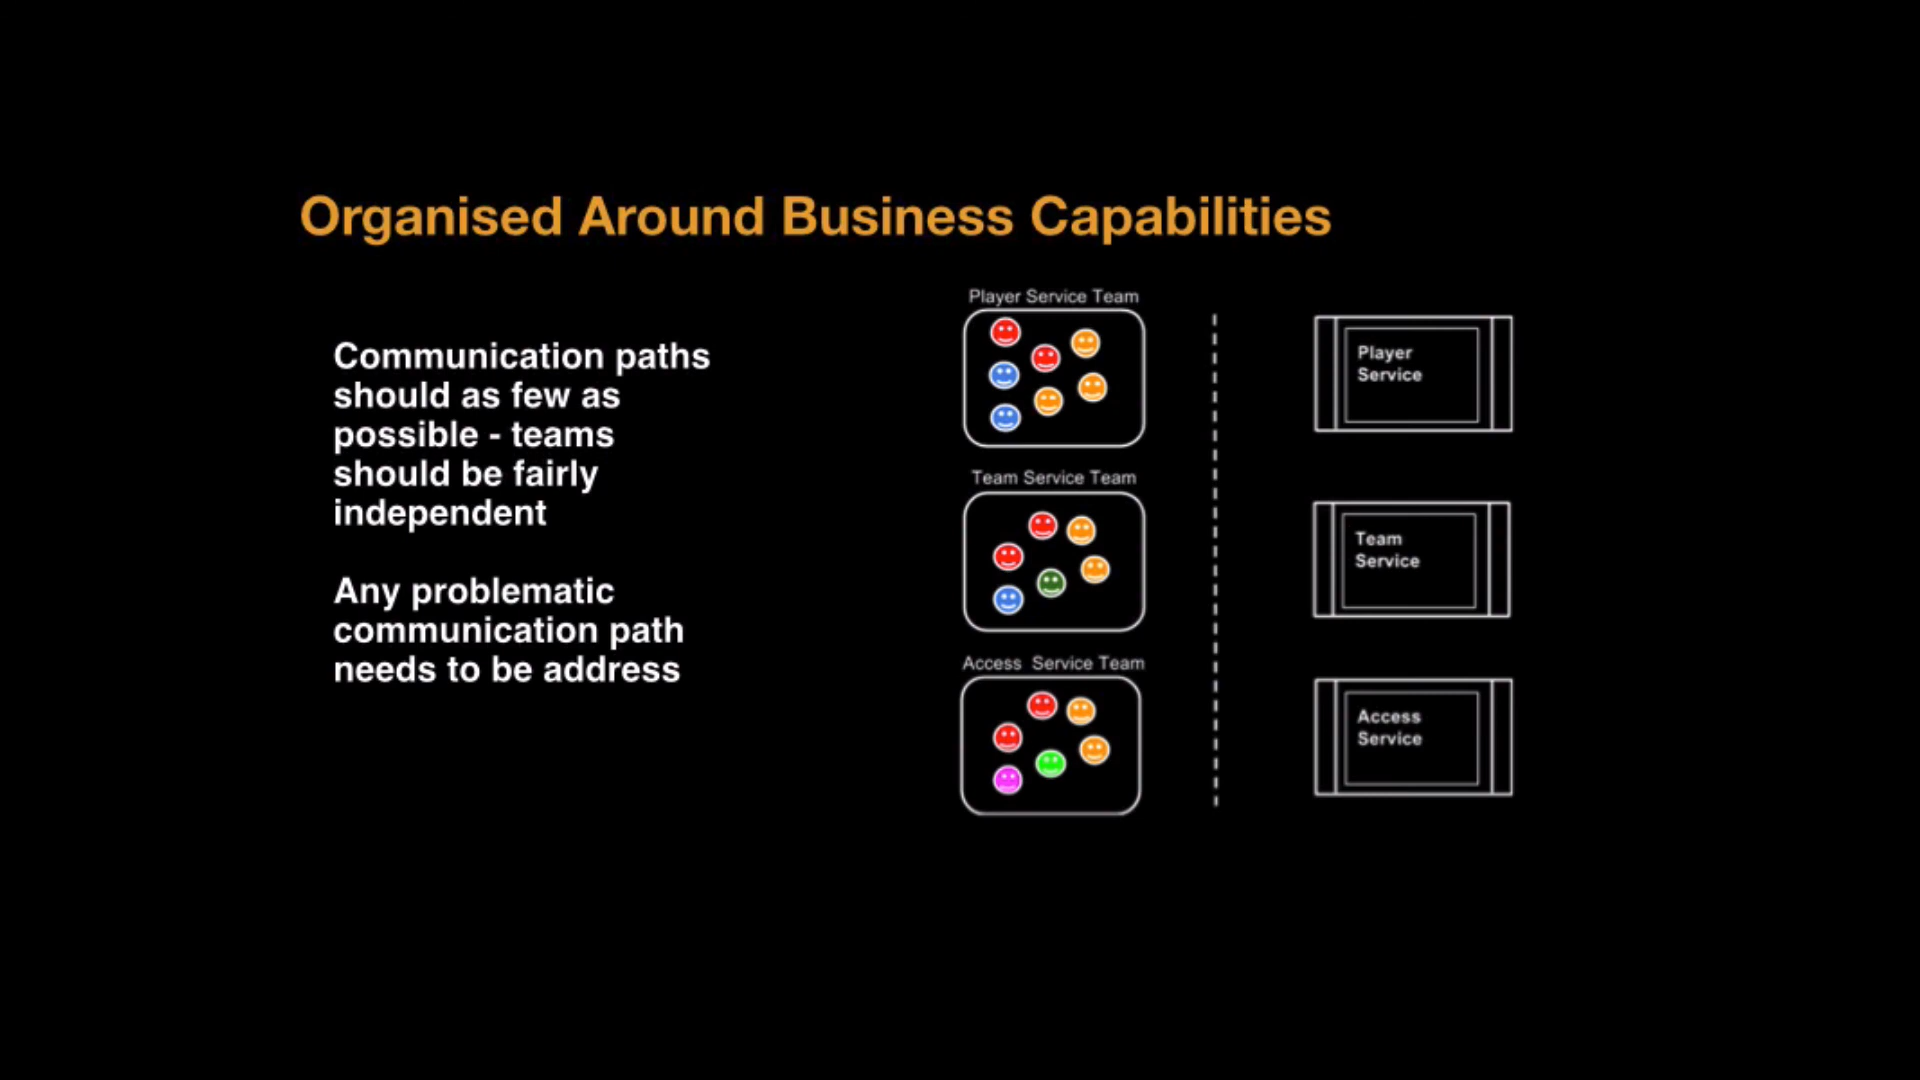 Organised Around Business Capabilities
Communication paths
should as few as
possible - teams
should be fairly
independent
Any problematic
communication path
needs to be address
Player Service Team
Player
Service
Team Service Team
Team
Service
Access  Service Team
Access
Service